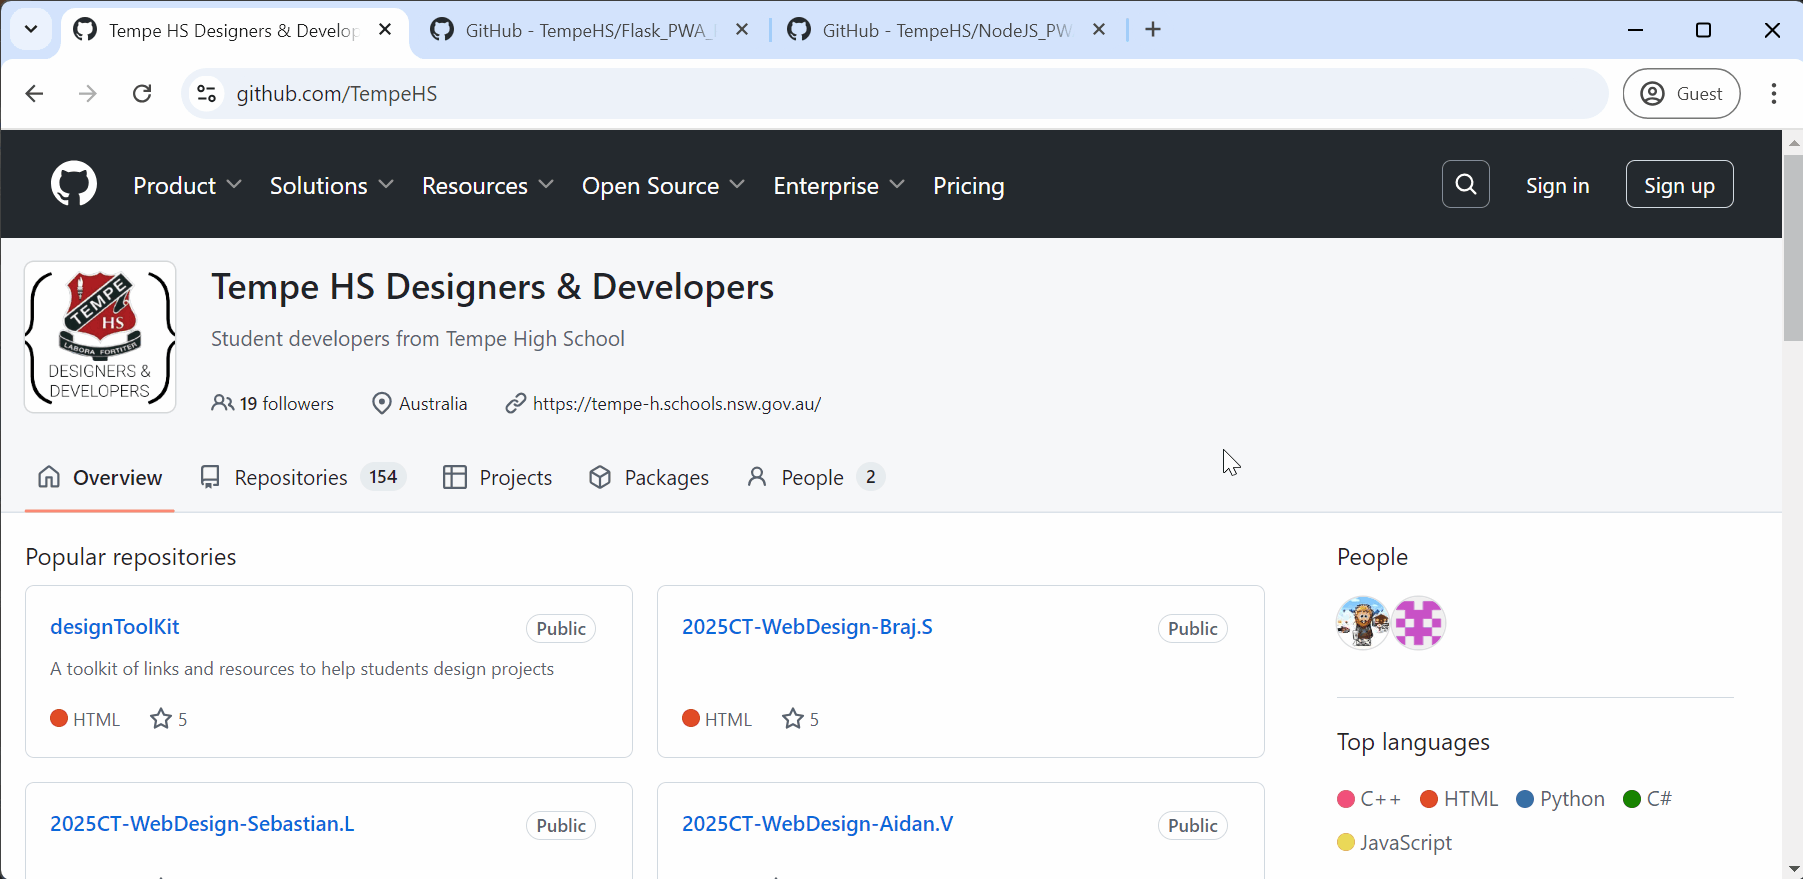 Tempe HS Designers & Develop
GitHub - TempeHS/Flask_PWA_
GitHub - TempeHS/NodeJS_PW
github.com/TempeHS
Guest
Product
Solutions
Resources
Open Source
Enterprise
Pricing
Sign in
Sign up
TEMPE
HS
LABORA FORTITER
DESIGNERS &
DEVELOPERS
Tempe HS Designers & Developers
Student developers from Tempe High School
19 followers
Australia
https://tempe-h.schools.nsw.gov.au/
Overview
Repositories 154
Projects
Packages
People 2
Popular repositories
designToolKit
Public
A toolkit of links and resources to help students design projects
HTML
5
2025CT-WebDesign-Braj.S
Public
HTML
5
2025CT-WebDesign-Sebastian.L
Public
2025CT-WebDesign-Aidan.V
Public
People
Top languages
C++ HTML Python C#
JavaScript